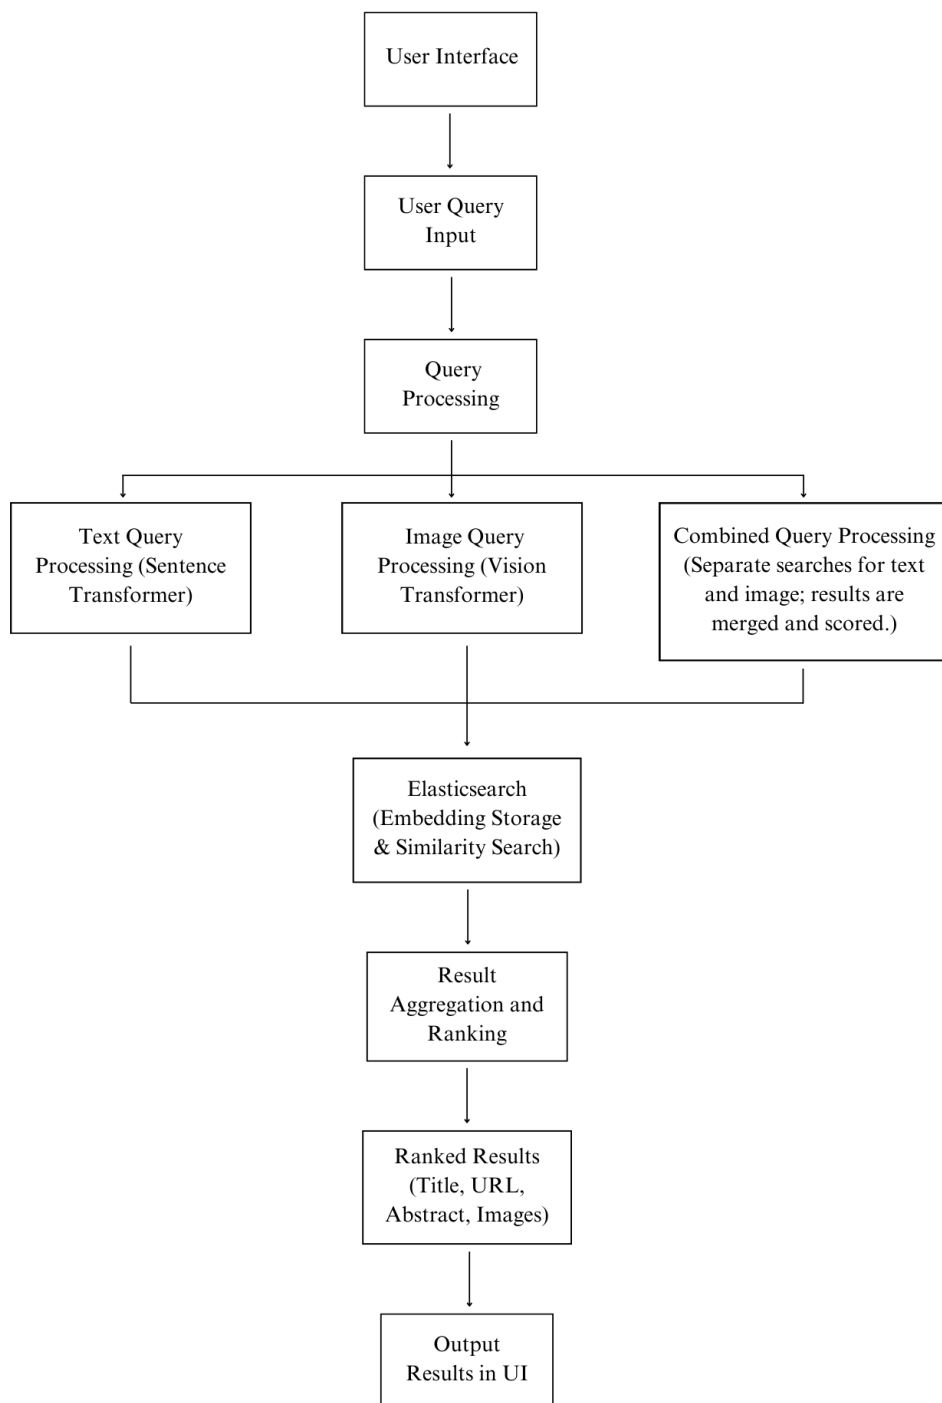 User Interface
User Query
Input
Query
Processing
Text Query
Processing (Sentence
Transformer)
Image Query
Processing (Vision
Transformer)
Combined Query Processing
(Separate searches for text
and image; results are
merged and scored.)
Elasticsearch
(Embedding Storage
& Similarity Search)
Result
Aggregation and
Ranking
Ranked Results
(Title, URL,
Abstract, Images)
Output
Results in UI